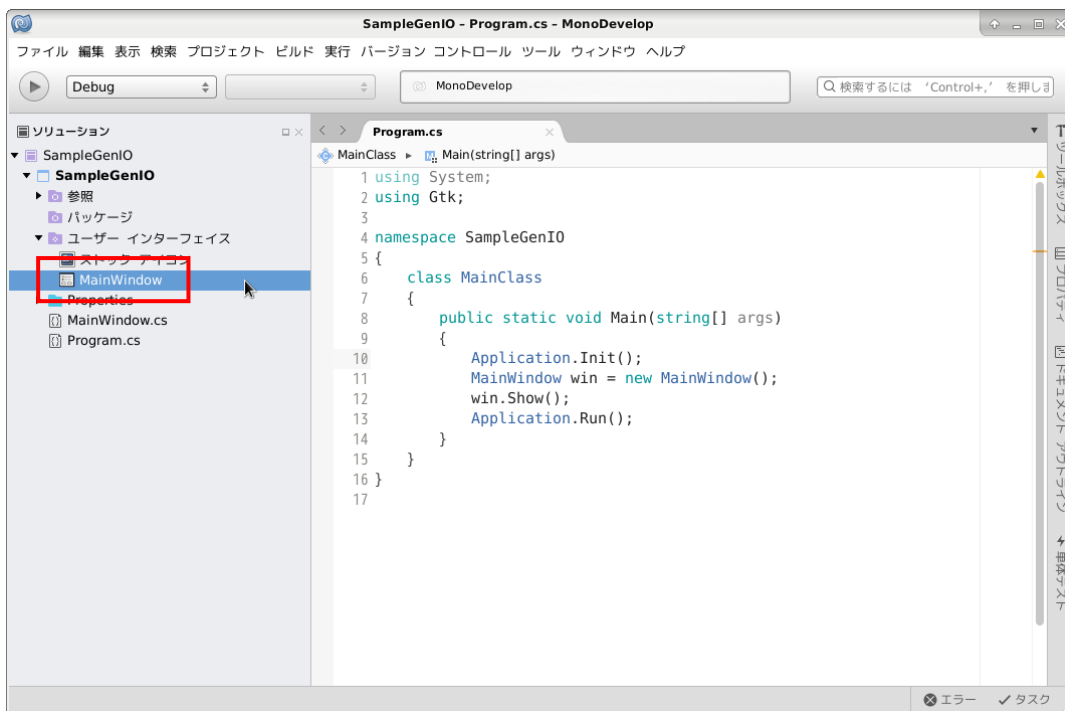 SampleGenIO – Program.cs – MonoDevelop
ファイル 編集 表示 検索 プロジェクト ビルド 実行 バージョン コントロール ツール ウィンドウ ヘルプ
Debug
MonoDevelop
検索するには ‘Control+,’ を押しま
ソリューション
SampleGenIO
SampleGenIO
参照
パッケージ
ユーザー インターフェイス
ストック アイコン
MainWindow
Properties
MainWindow.cs
Program.cs
Program.cs
MainClass ▸ Main(string[] args)
1 using System;
2 using Gtk;
3
4 namespace SampleGenIO
5 {
6     class MainClass
7     {
8         public static void Main(string[] args)
9         {
10             Application.Init();
11             MainWindow win = new MainWindow();
12             win.Show();
13             Application.Run();
14         }
15     }
16 }
17
ツールボックス
プロパティ
ドキュメント アウトライン
単体テスト
エラー
タスク